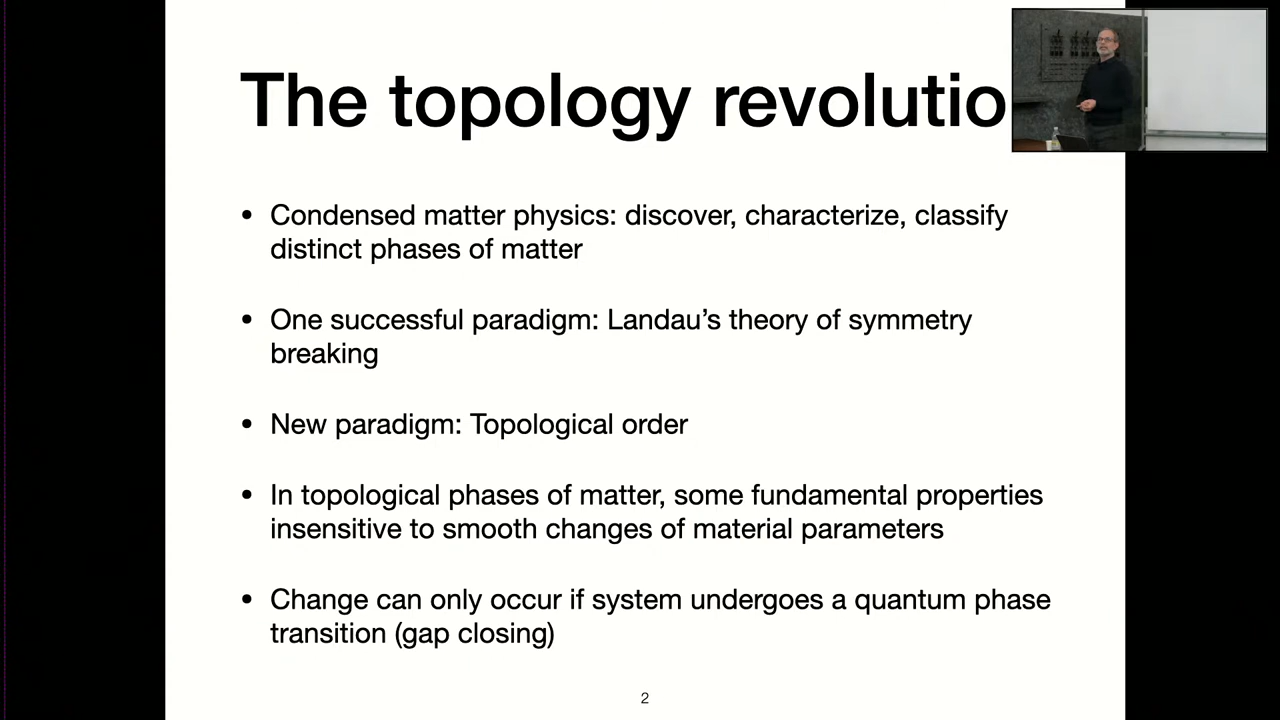 The topology revolutio
• Condensed matter physics: discover, characterize, classify
distinct phases of matter
• One successful paradigm: Landau’s theory of symmetry
breaking
• New paradigm: Topological order
• In topological phases of matter, some fundamental properties
insensitive to smooth changes of material parameters
• Change can only occur if system undergoes a quantum phase
transition (gap closing)
2